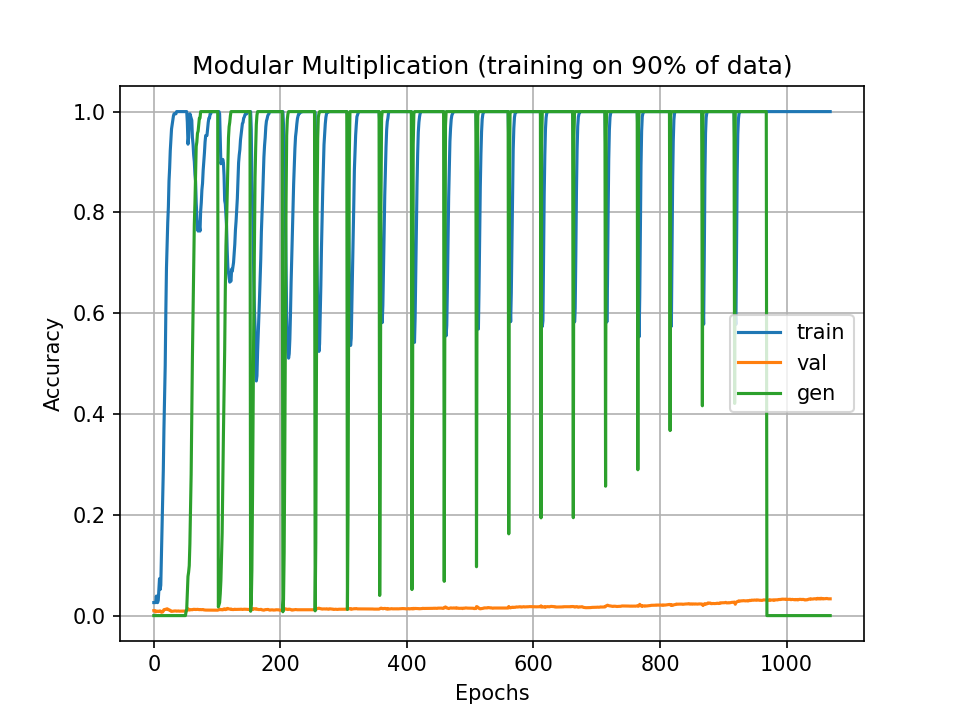 Modular Multiplication (training on 90% of data)
1.0
0.8
0.6
0.4
0.2
0.0
Accuracy
0 200 400 600 800 1000
Epochs
train
val
gen